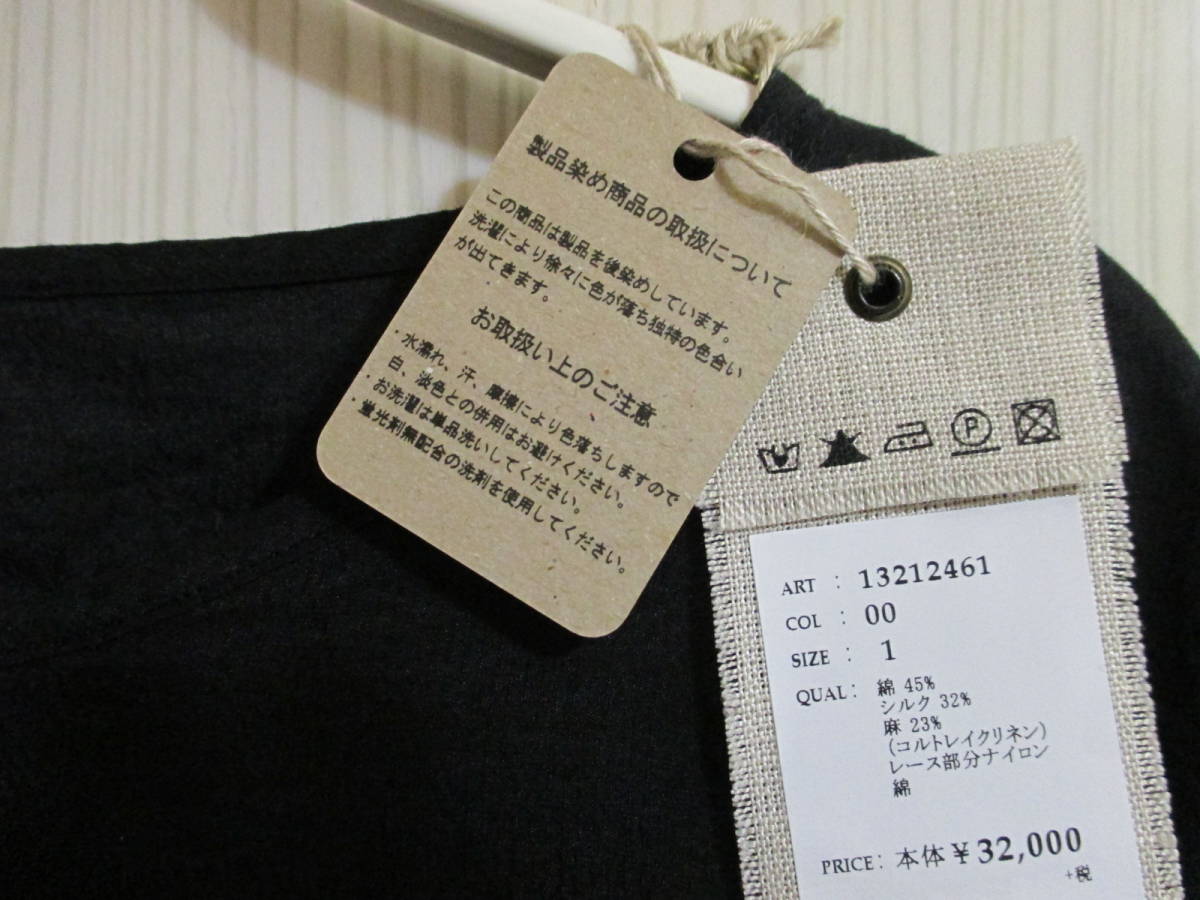 製品染め商品の取扱について
この商品は製品を後染めしています。
洗濯により徐々に色が落ち独特の色合い
が出てきます。
お取扱い上のご注意
・水濡れ、汗、摩擦により色落ちしますので
白、淡色との併用はお避けください。
・お洗濯は単品洗いしてください。
・蛍光剤無配合の洗剤を使用してください。
P
ART : 13212461
COL : 00
SIZE : 1
QUAL: 綿 45%
シルク 32%
麻 23%
(コルトレイクリネン)
レース部分ナイロン
綿
PRICE: 本体 ¥32,000
+税